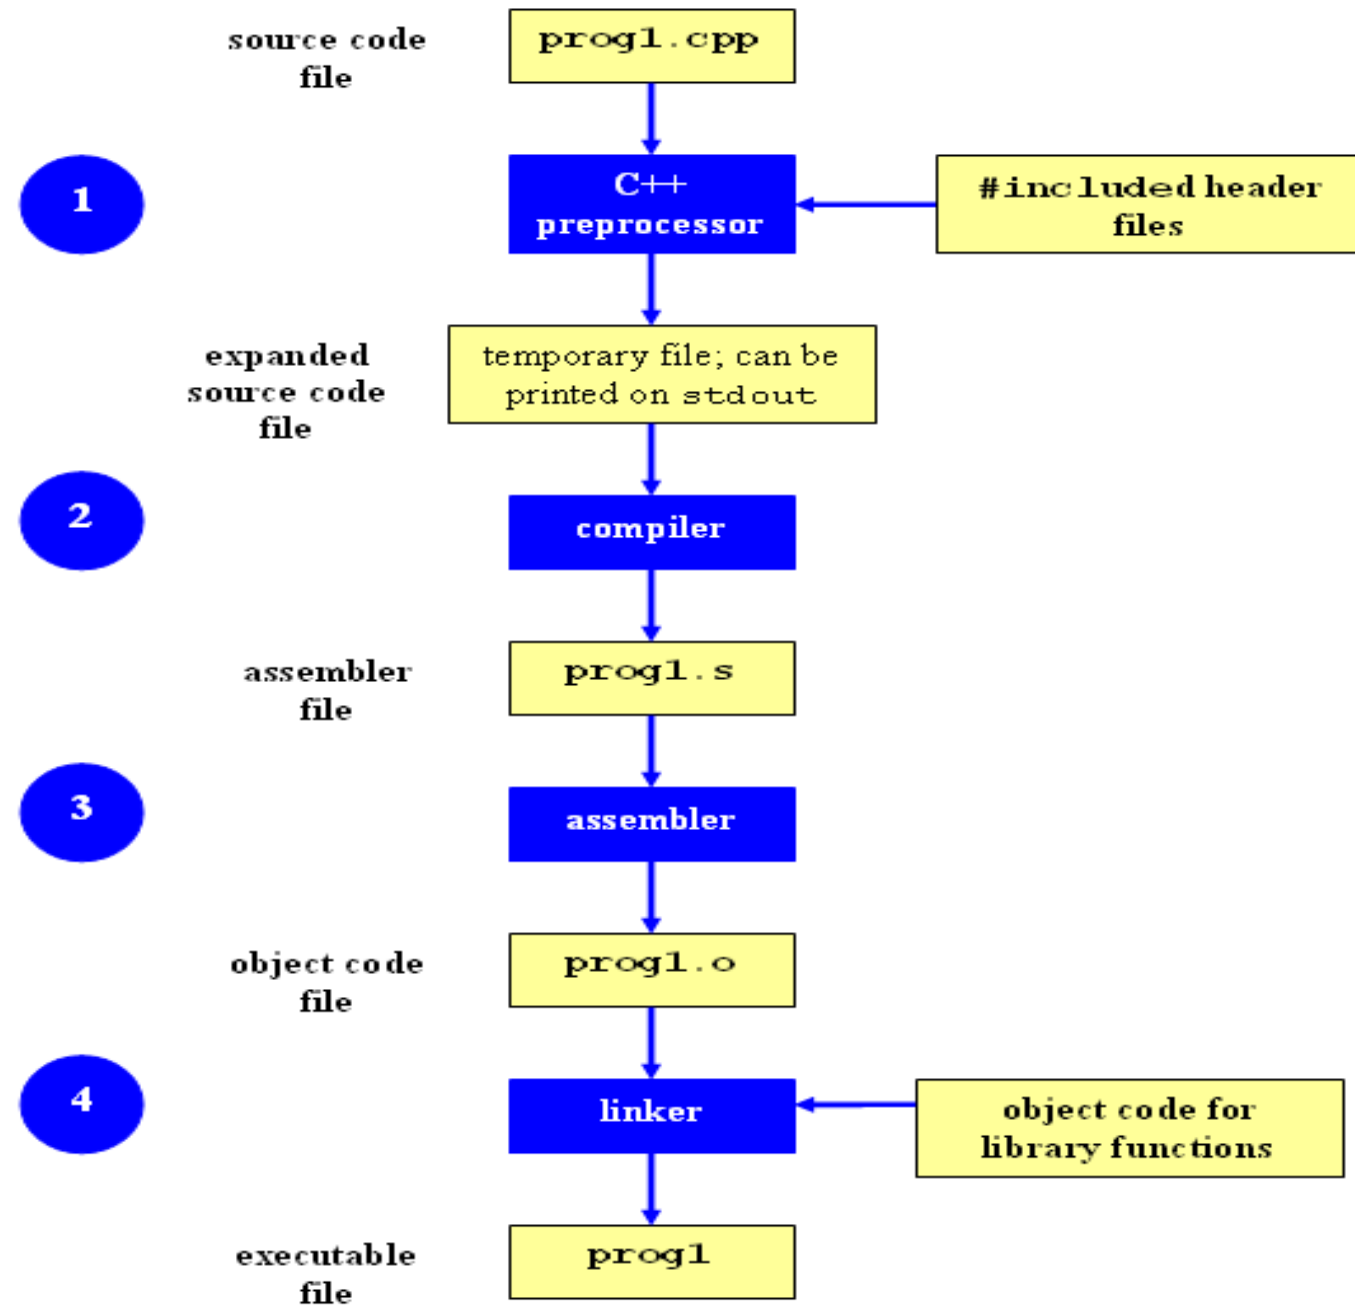 source code
file
prog1.cpp
1
C++
preprocessor
#included header
files
expanded
source code
file
temporary file; can be
printed on stdout
2
compiler
assembler
file
prog1.s
3
assembler
object code
file
prog1.o
4
linker
object code for
library functions
executable
file
prog1